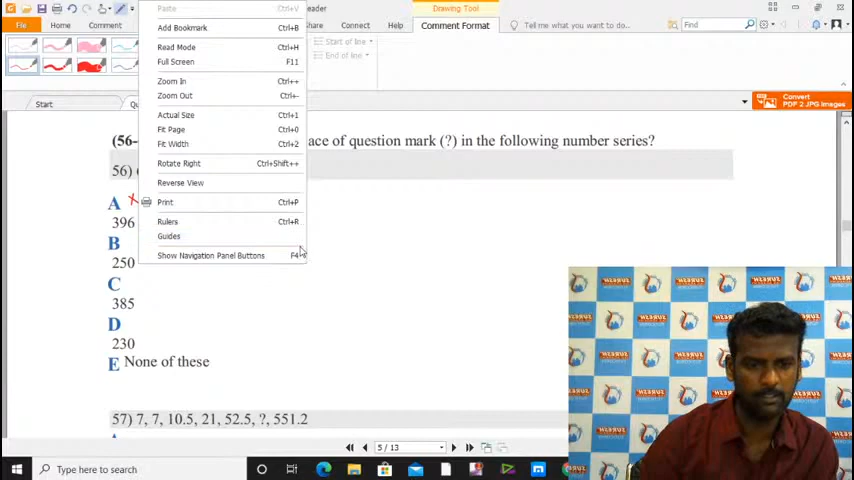 Paste Ctrl+V
eader
Drawing Tool
File
Home
Comment
Share
Connect
Help
Comment Format
Tell me what you want to do...
Find
Add Bookmark Ctrl+B
Read Mode Ctrl+H
Full Screen F11
Zoom In Ctrl++
Zoom Out Ctrl+-
Actual Size Ctrl+1
Fit Page Ctrl+0
Fit Width Ctrl+2
Rotate Right Ctrl+Shift++
Reverse View
Print Ctrl+P
Rulers Ctrl+R
Guides
Show Navigation Panel Buttons F4
Start of line
End of line
Start
Qu
Convert
PDF 2 JPG Images
(56- ace of question mark (?) in the following number series?
56)
A
396
B
250
C
385
D
230
E None of these
57) 7, 7, 10.5, 21, 52.5, ?, 551.2
5 / 13
Type here to search